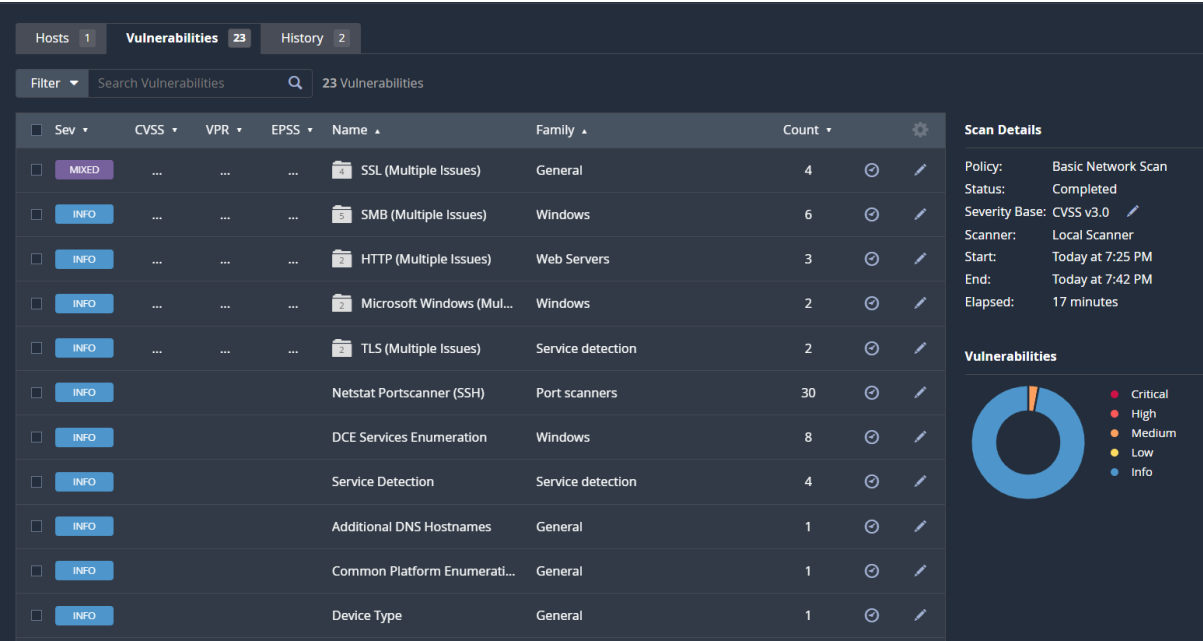 Hosts 1 Vulnerabilities 23 History 2
Filter Search Vulnerabilities 23 Vulnerabilities
Sev CVSS VPR EPSS Name Family Count
MIXED ... ... ... 4 SSL (Multiple Issues) General 4
INFO ... ... ... 5 SMB (Multiple Issues) Windows 6
INFO ... ... ... 2 HTTP (Multiple Issues) Web Servers 3
INFO ... ... ... 2 Microsoft Windows (Mul... Windows 2
INFO ... ... ... 2 TLS (Multiple Issues) Service detection 2
INFO Netstat Portscanner (SSH) Port scanners 30
INFO DCE Services Enumeration Windows 8
INFO Service Detection Service detection 4
INFO Additional DNS Hostnames General 1
INFO Common Platform Enumerati... General 1
INFO Device Type General 1
Scan Details
Policy: Basic Network Scan
Status: Completed
Severity Base: CVSS v3.0
Scanner: Local Scanner
Start: Today at 7:25 PM
End: Today at 7:42 PM
Elapsed: 17 minutes
Vulnerabilities
Critical
High
Medium
Low
Info